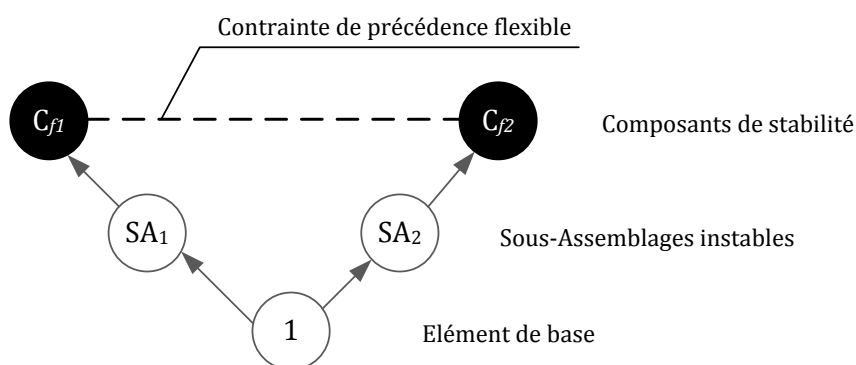 Contrainte de précédence flexible
Cf1 Cf2 Composants de stabilité
SA1 SA2 Sous-Assemblages instables
1 Elément de base